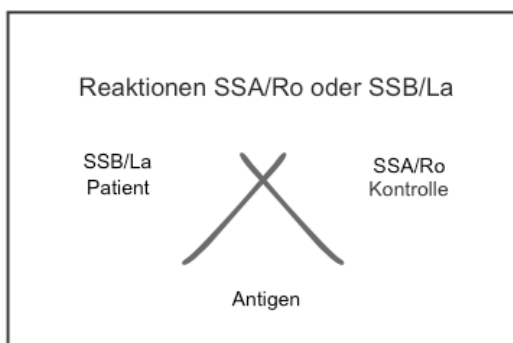 Reaktionen SSA/Ro oder SSB/La
SSB/La
Patient
SSA/Ro
Kontrolle
Antigen